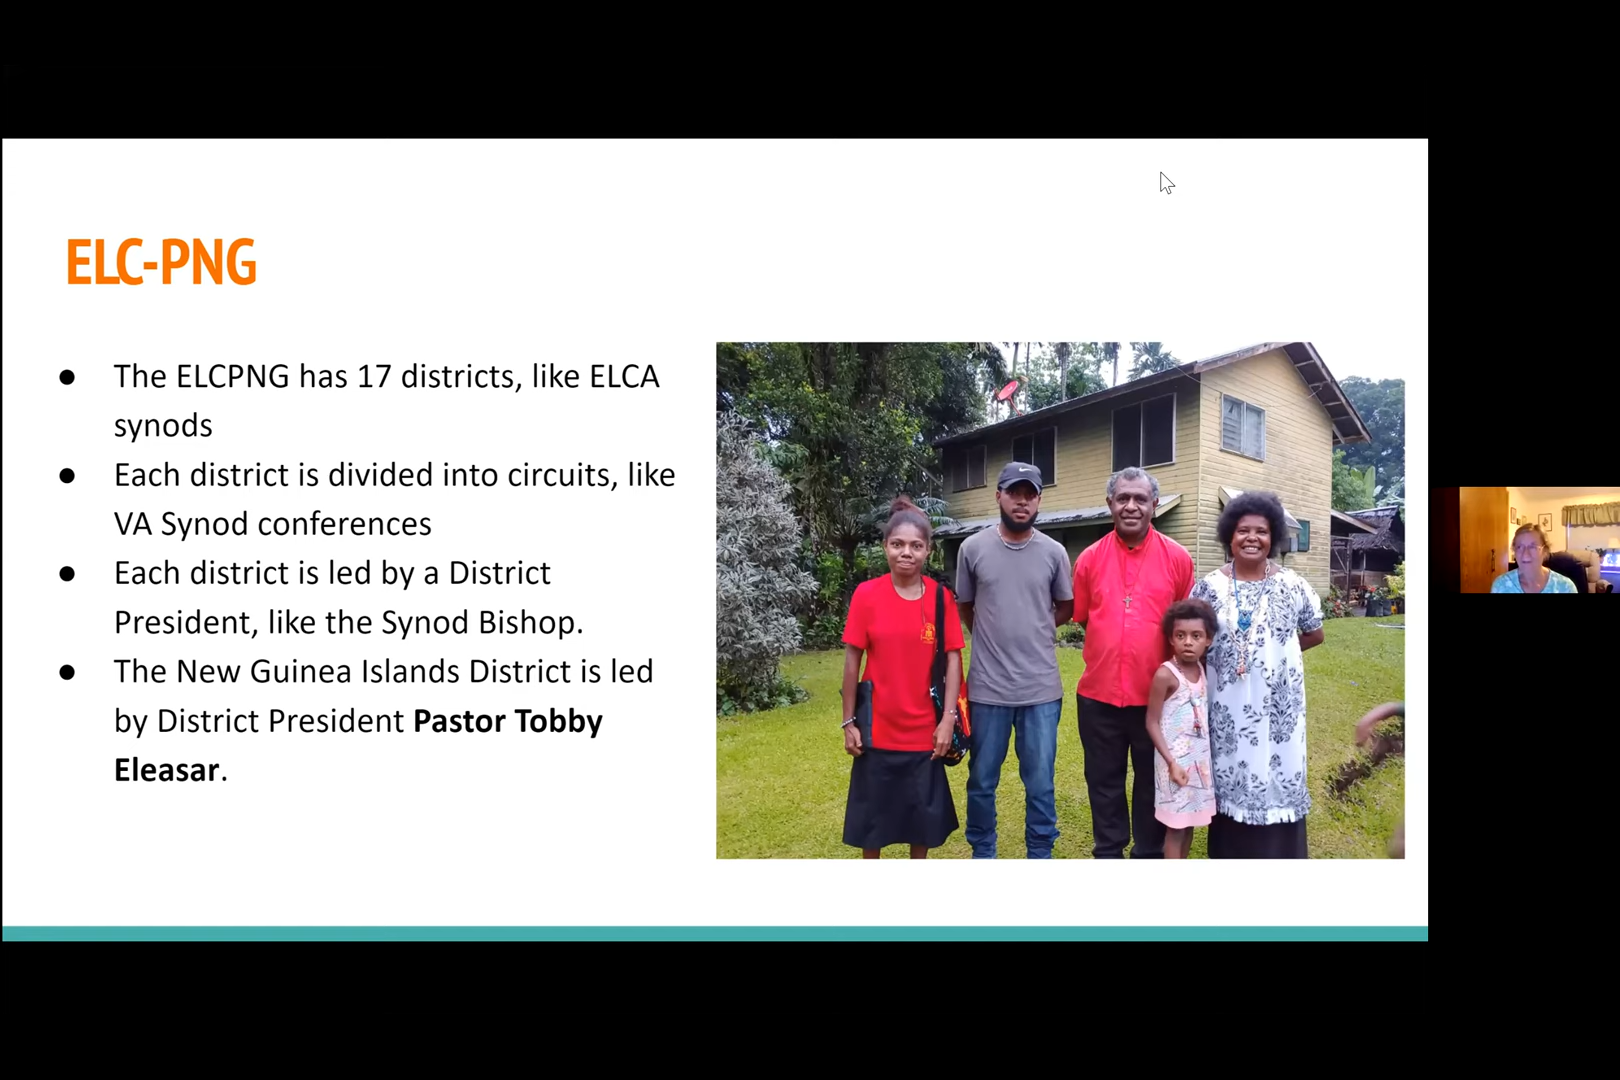 ELC-PNG
● The ELCPNG has 17 districts, like ELCA
synods
● Each district is divided into circuits, like
VA Synod conferences
● Each district is led by a District
President, like the Synod Bishop.
● The New Guinea Islands District is led
by District President Pastor Tobby
Eleasar.